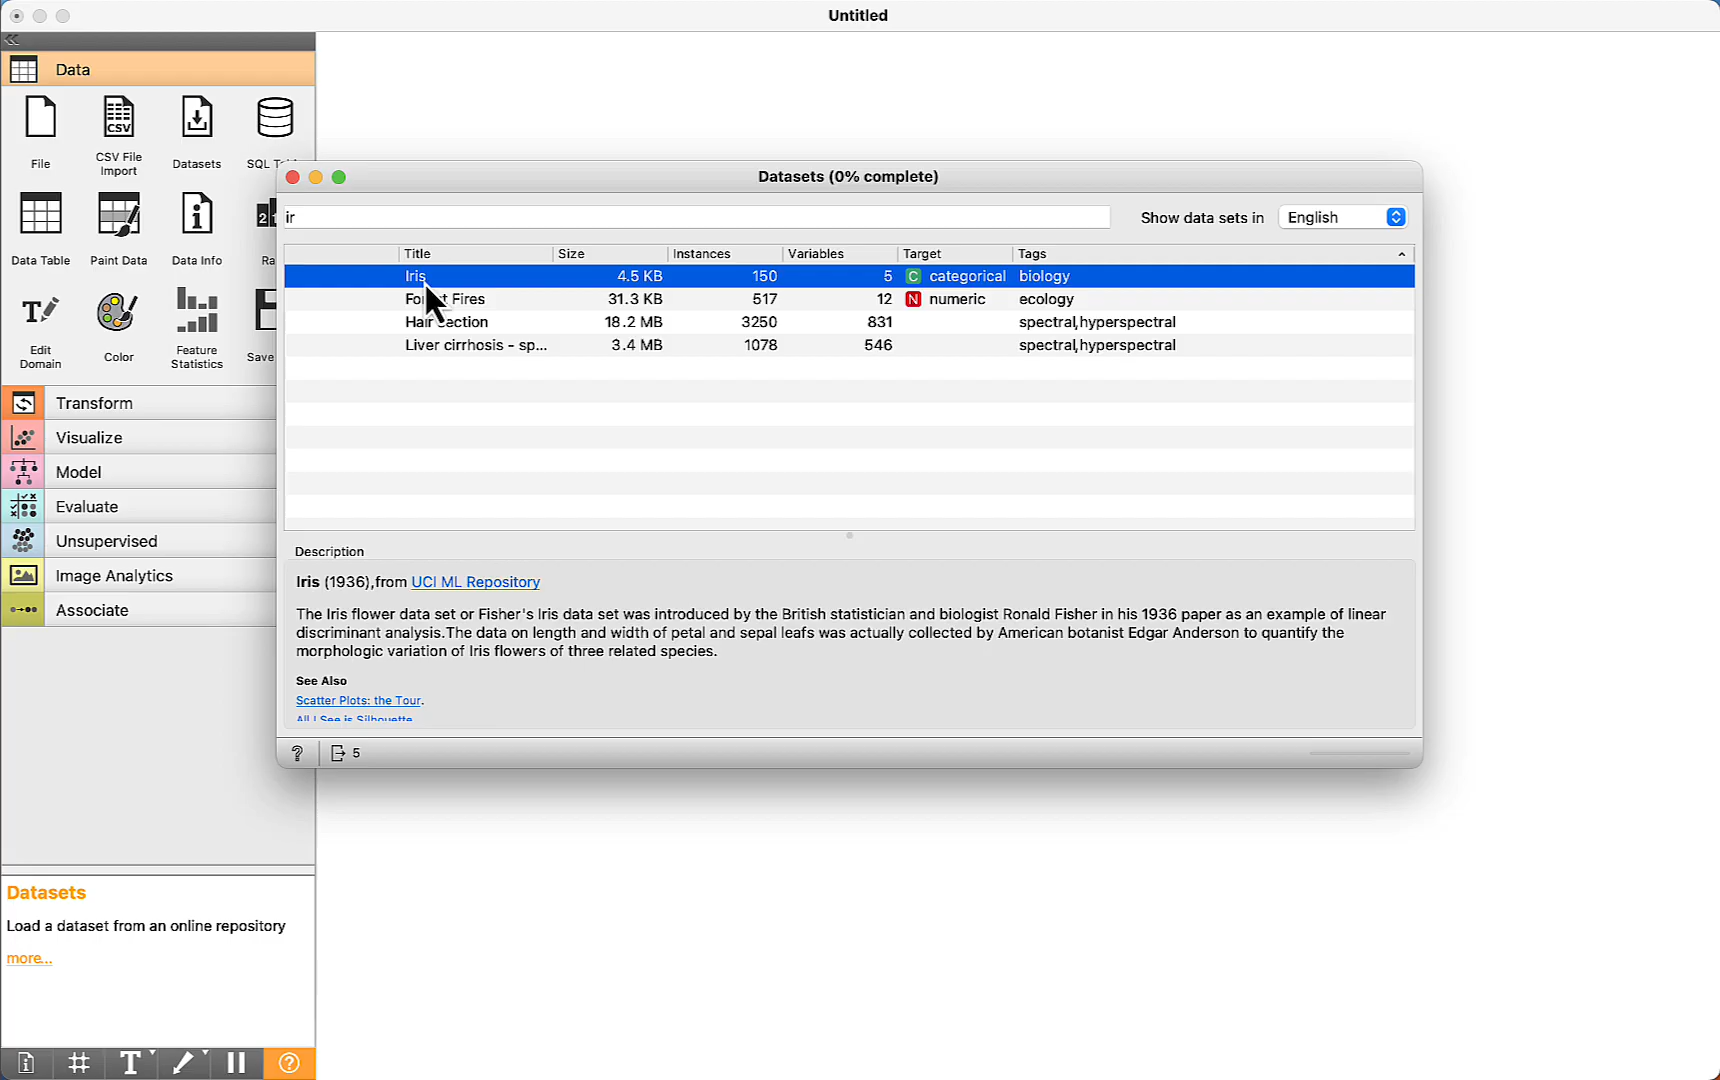 Untitled
Data
File
CSV File Import
Datasets
SQL
Data Table
Paint Data
Data Info
Ra
Edit Domain
Color
Feature Statistics
Save
Transform
Visualize
Model
Evaluate
Unsupervised
Image Analytics
Associate
Datasets
Load a dataset from an online repository
more...
Datasets (0% complete)
ir
Show data sets in English
Title Size Instances Variables Target Tags
Iris 4.5 KB 150 5 C categorical biology
Fires 31.3 KB 517 12 N numeric ecology
Hair 18.2 MB 3250 831 spectral,hyperspectral
Liver cirrhosis - sp... 3.4 MB 1078 546 spectral,hyperspectral
Description
Iris (1936),from UCI ML Repository
The Iris flower data set or Fisher's Iris data set was introduced by the British statistician and biologist Ronald Fisher in his 1936 paper as an example of linear
discriminant analysis.The data on length and width of petal and sepal leafs was actually collected by American botanist Edgar Anderson to quantify the
morphologic variation of Iris flowers of three related species.
See Also
Scatter Plots: the Tour.
All I See is Silhouette
? 5